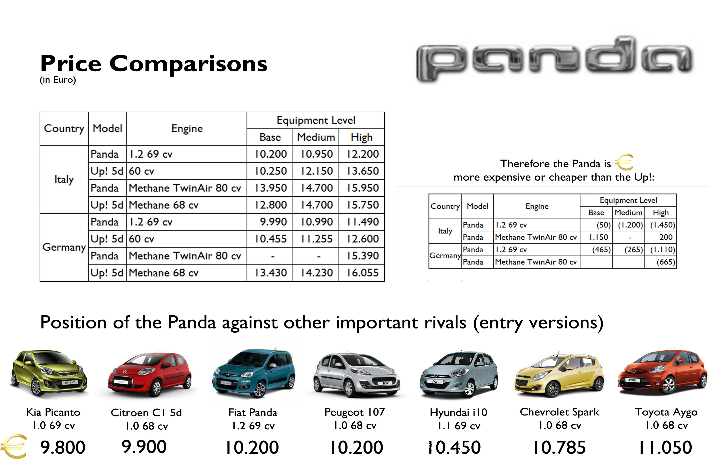 Price Comparisons
(in Euro)
panda
Country Model Engine Equipment Level
Base Medium High
Italy
Panda 1.2 69 cv 10.200 10.950 12.200
Up! 5d 60 cv 10.250 12.150 13.650
Panda Methane TwinAir 80 cv 13.950 14.700 15.950
Up! 5d Methane 68 cv 12.800 14.700 15.750
Germany
Panda 1.2 69 cv 9.990 10.990 11.490
Up! 5d 60 cv 10.455 11.255 12.600
Panda Methane TwinAir 80 cv - - 15.390
Up! 5d Methane 68 cv 13.430 14.230 16.055
Therefore the Panda is €
more expensive or cheaper than the Up!:
Country Model Engine Equipment Level
Base Medium High
Italy
Panda 1.2 69 cv (50) (1.200) (1.450)
Panda Methane TwinAir 80 cv 1.150 - 200
Germany
Panda 1.2 69 cv (465) (265) (1.110)
Panda Methane TwinAir 80 cv (665)
Position of the Panda against other important rivals (entry versions)
Kia Picanto Citroen C1 5d Fiat Panda Peugeot 107 Hyundai i10 Chevrolet Spark Toyota Aygo
1.0 69 cv 1.0 68 cv 1.2 69 cv 1.0 68 cv 1.1 69 cv 1.0 68 cv 1.0 68 cv
€ 9.800 9.900 10.200 10.200 10.450 10.785 11.050